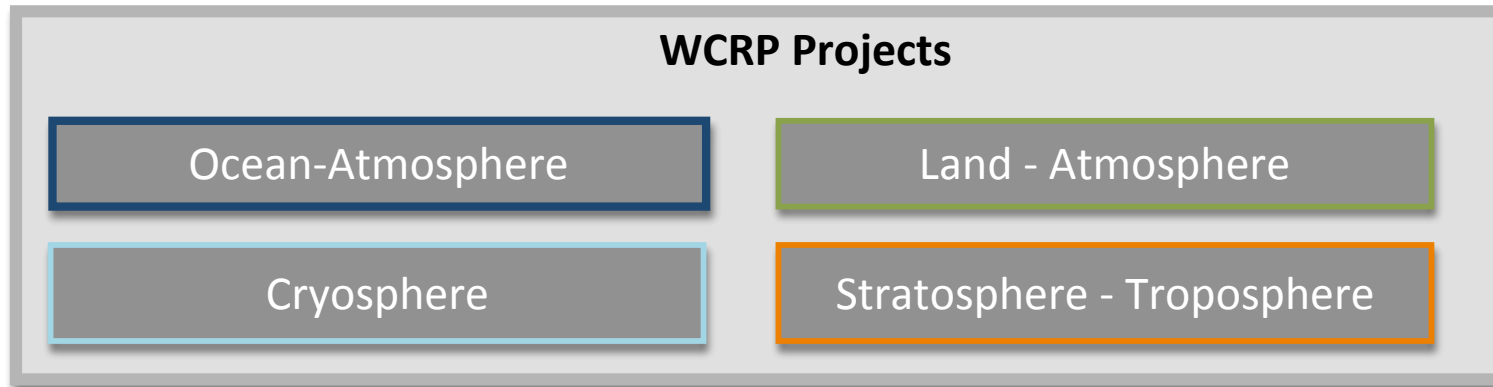 WCRP Projects
Ocean-Atmosphere
Land - Atmosphere
Cryosphere
Stratosphere - Troposphere